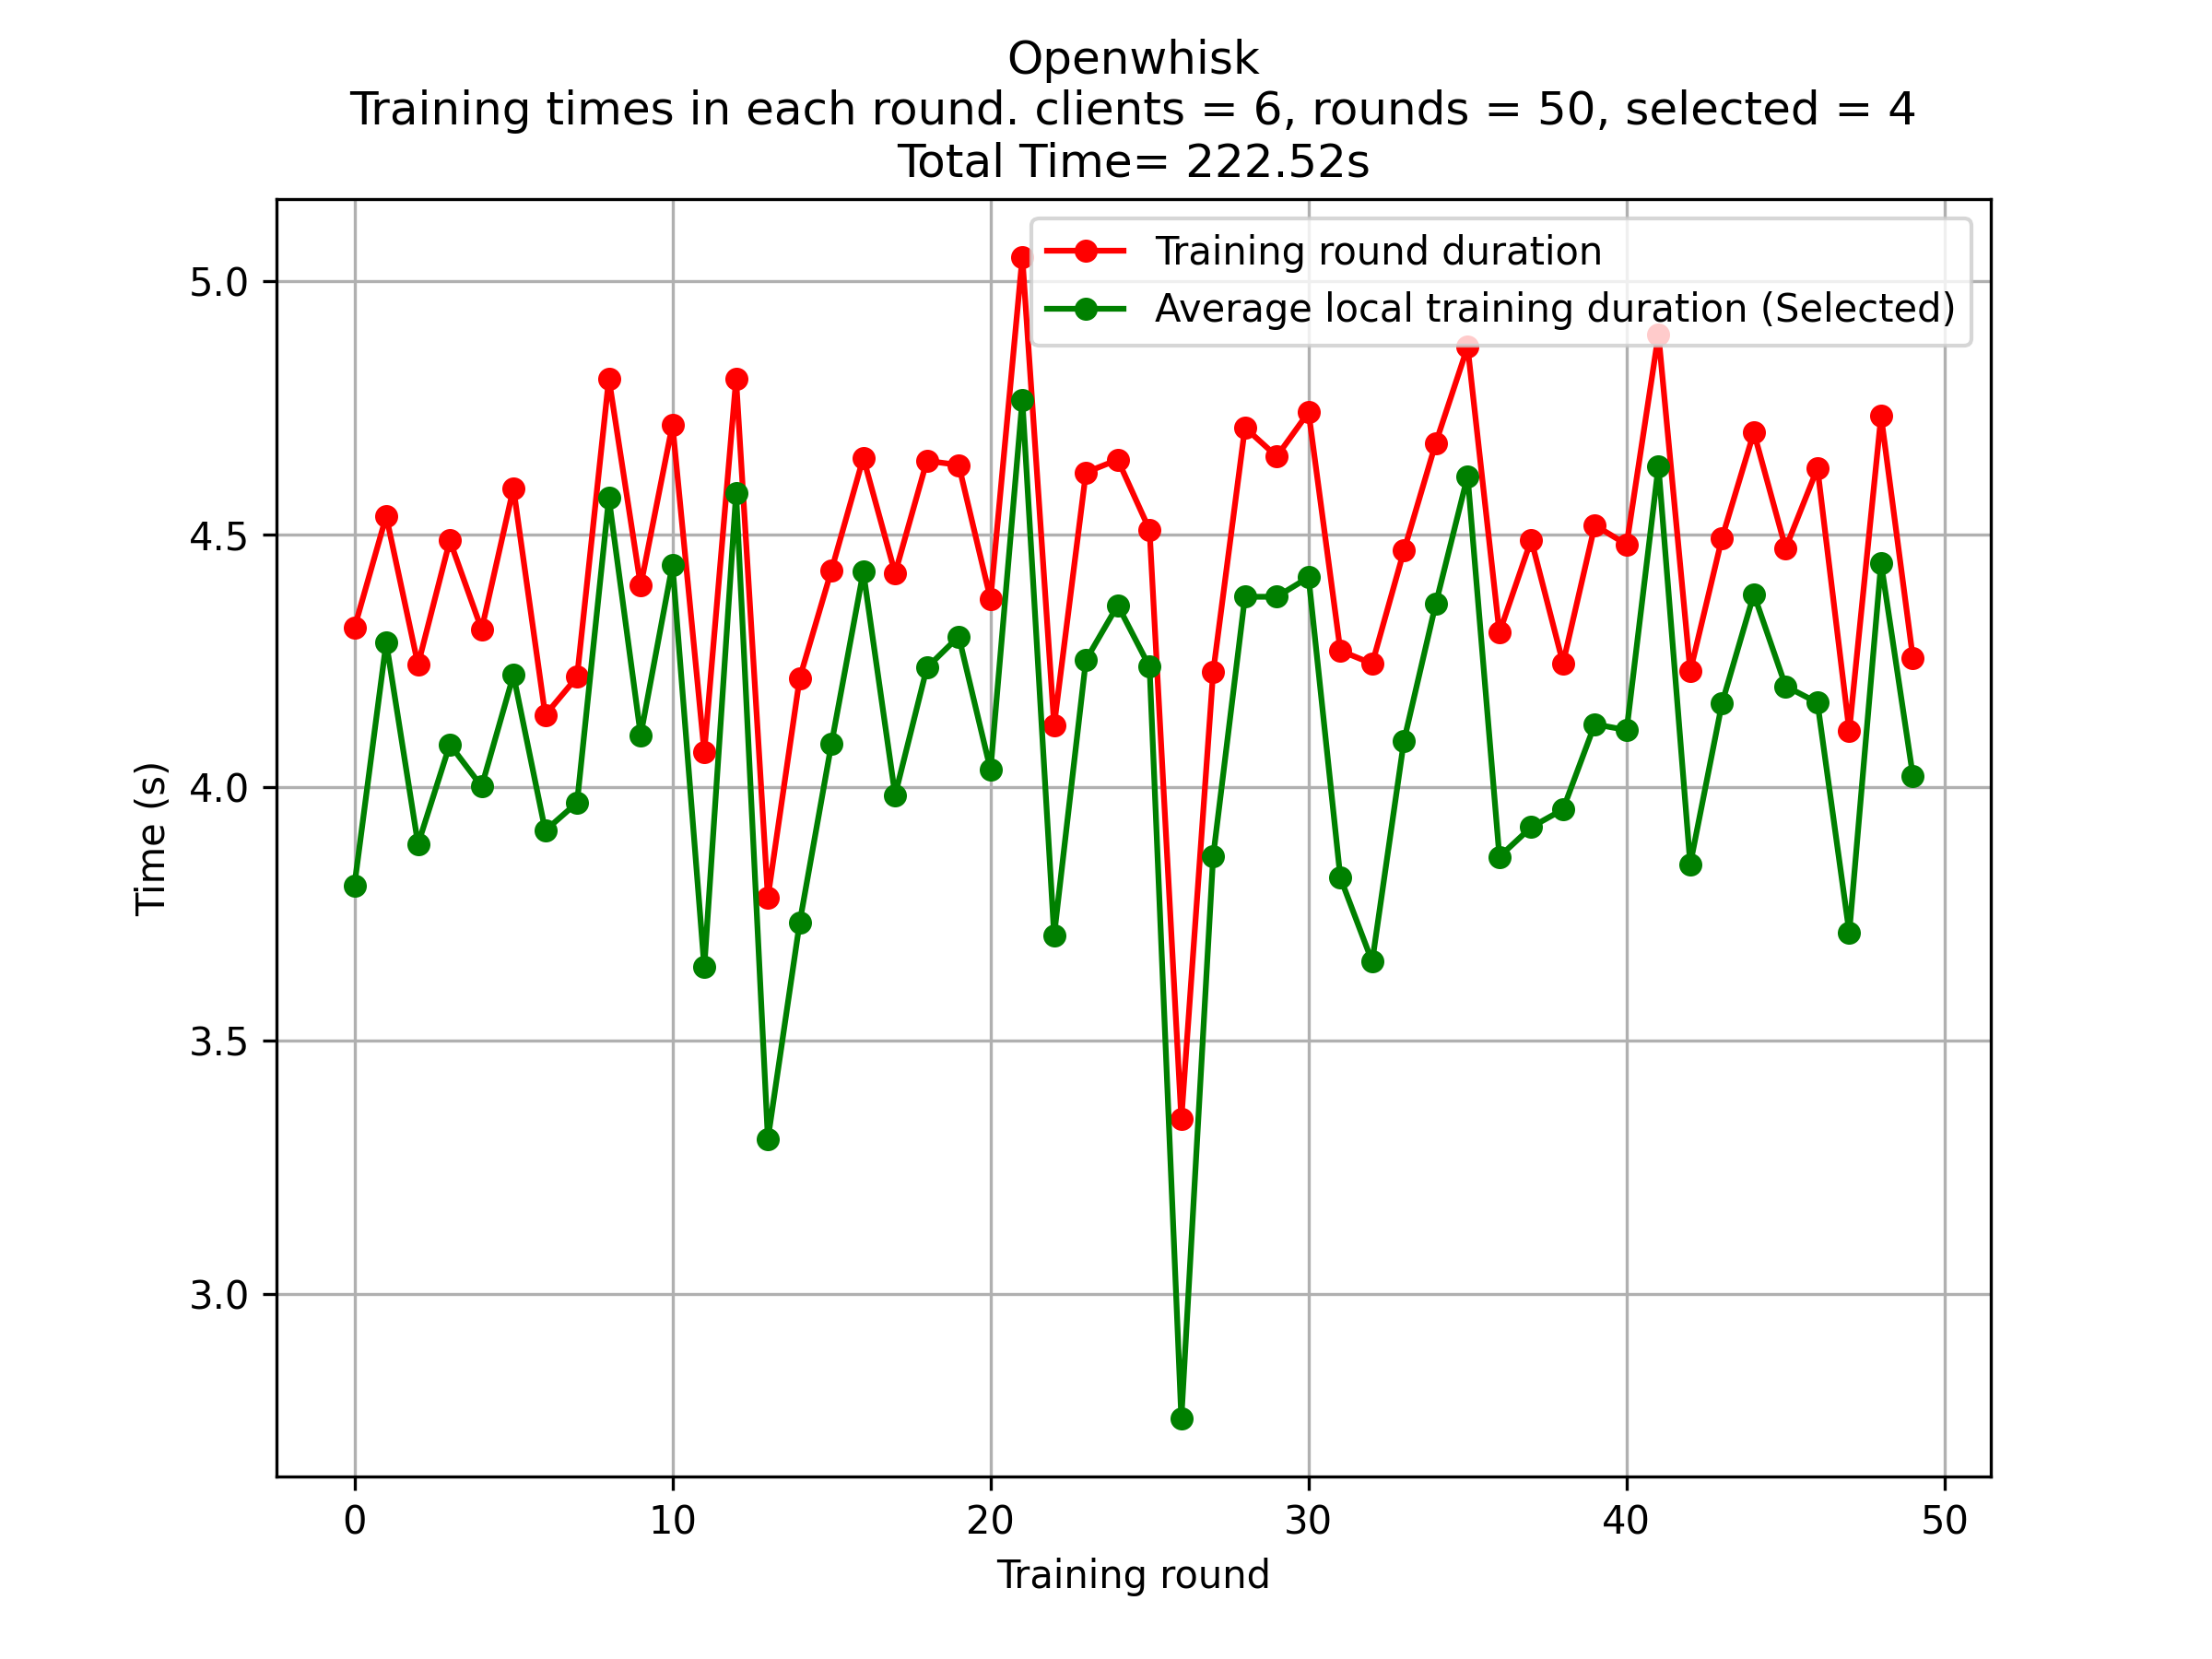 Openwhisk
Training times in each round. clients = 6, rounds = 50, selected = 4
Total Time= 222.52s
Training round duration
Average local training duration (Selected)
5.0
4.5
4.0
3.5
3.0
Time (s)
0 10 20 30 40 50
Training round